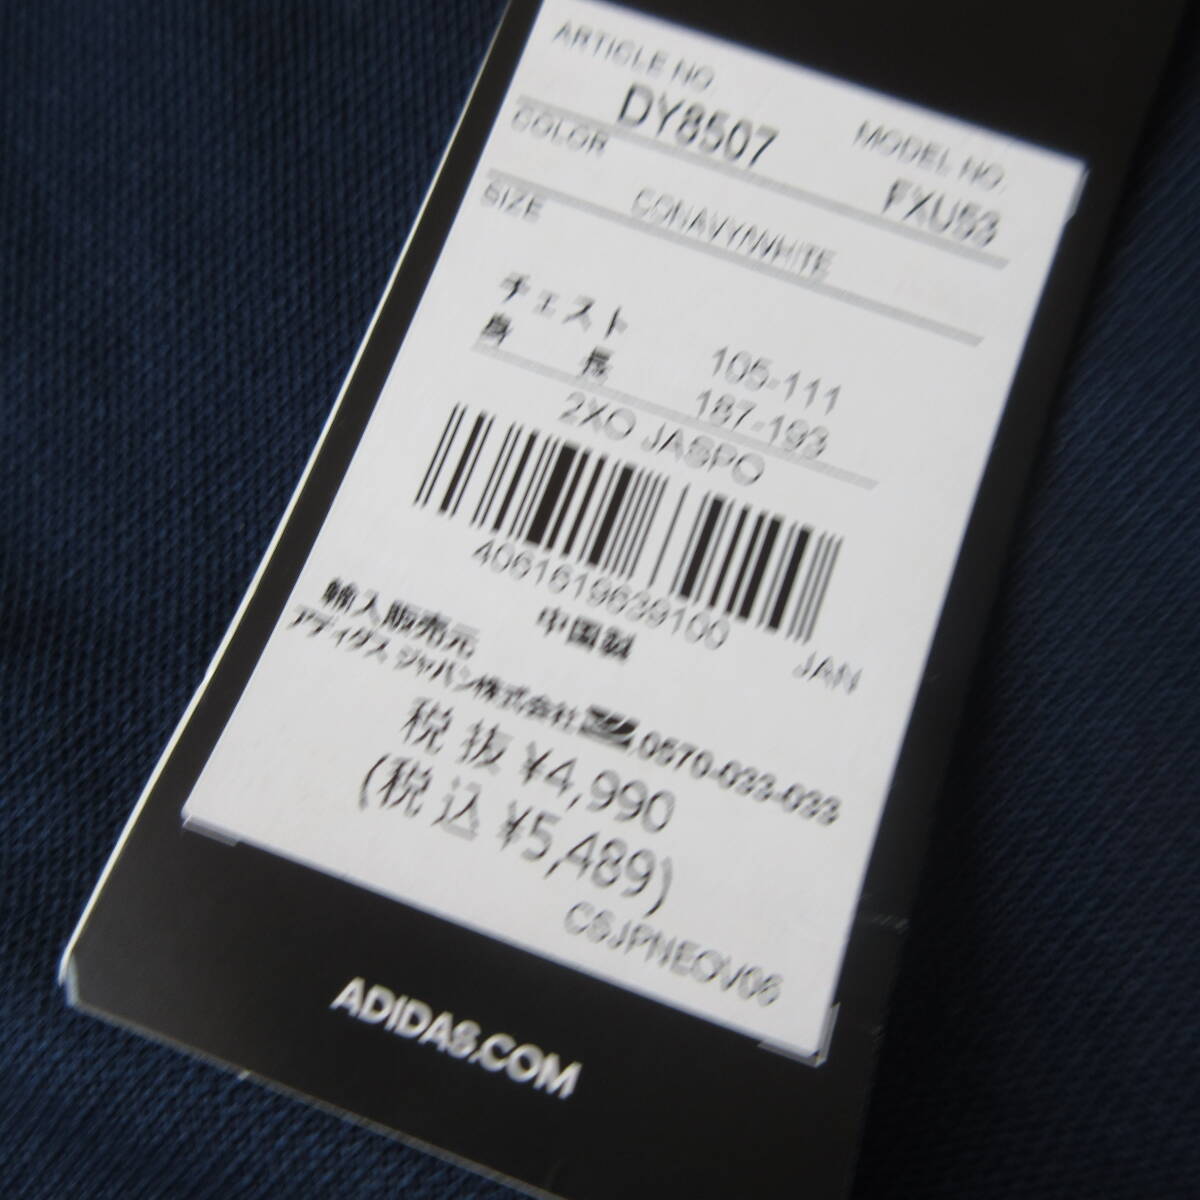 ARTICLE NO.
DY8507
MODEL NO.
FXU53
COLOR
CONAVY/WHITE
SIZE
チェスト 105-111
身長 187-193
2XO JASPO
4061619639100
JAN
中国製
輸入販売元
アディダス ジャパン株式会社 0570-033-033
税抜 ¥4,990
(税込 ¥5,489)
CSJPNEOV06
ADIDAS.COM